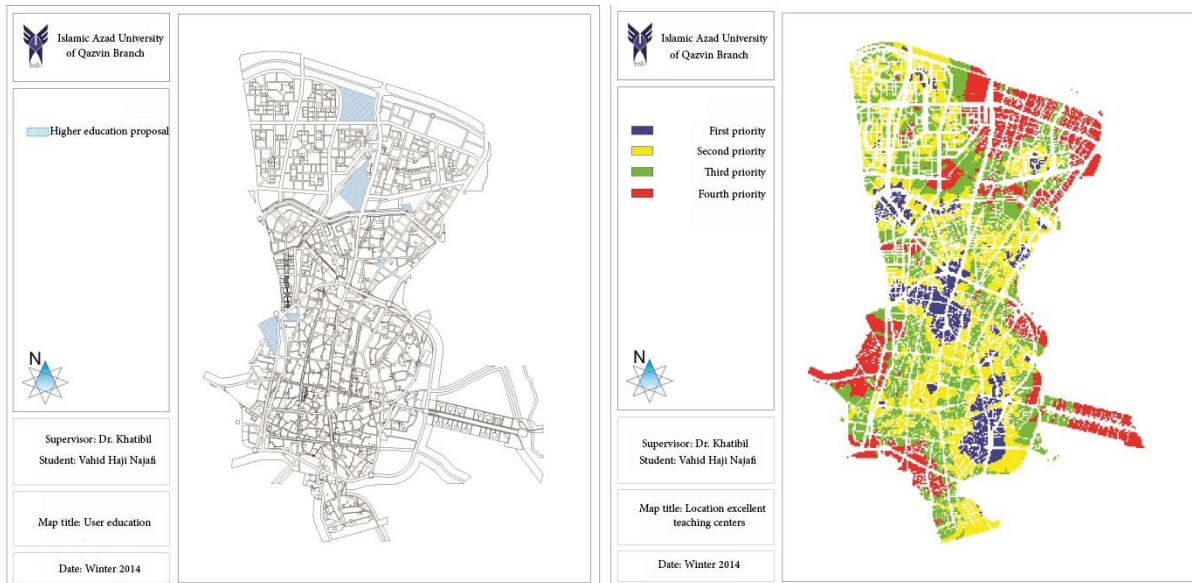 Islamic Azad University
of Qazvin Branch
Higher education proposal
N
Supervisor: Dr. Khatibil
Student: Vahid Haji Najafi
Map title: User education
Date: Winter 2014
Islamic Azad University
of Qazvin Branch
First priority
Second priority
Third priority
Fourth priority
N
Supervisor: Dr. Khatibil
Student: Vahid Haji Najafi
Map title: Location excellent
teaching centers
Date: Winter 2014